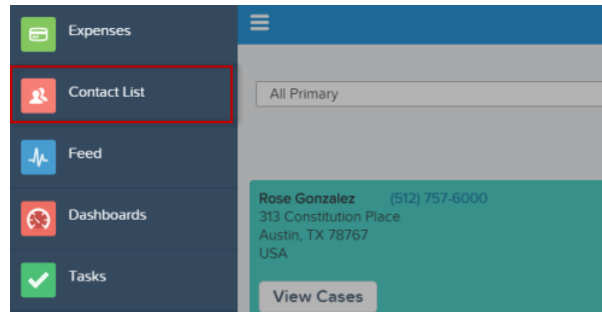 Expenses
Contact List
Feed
Dashboards
Tasks
All Primary
Rose Gonzalez (512) 757-6000
313 Constitution Place
Austin, TX 78767
USA
View Cases